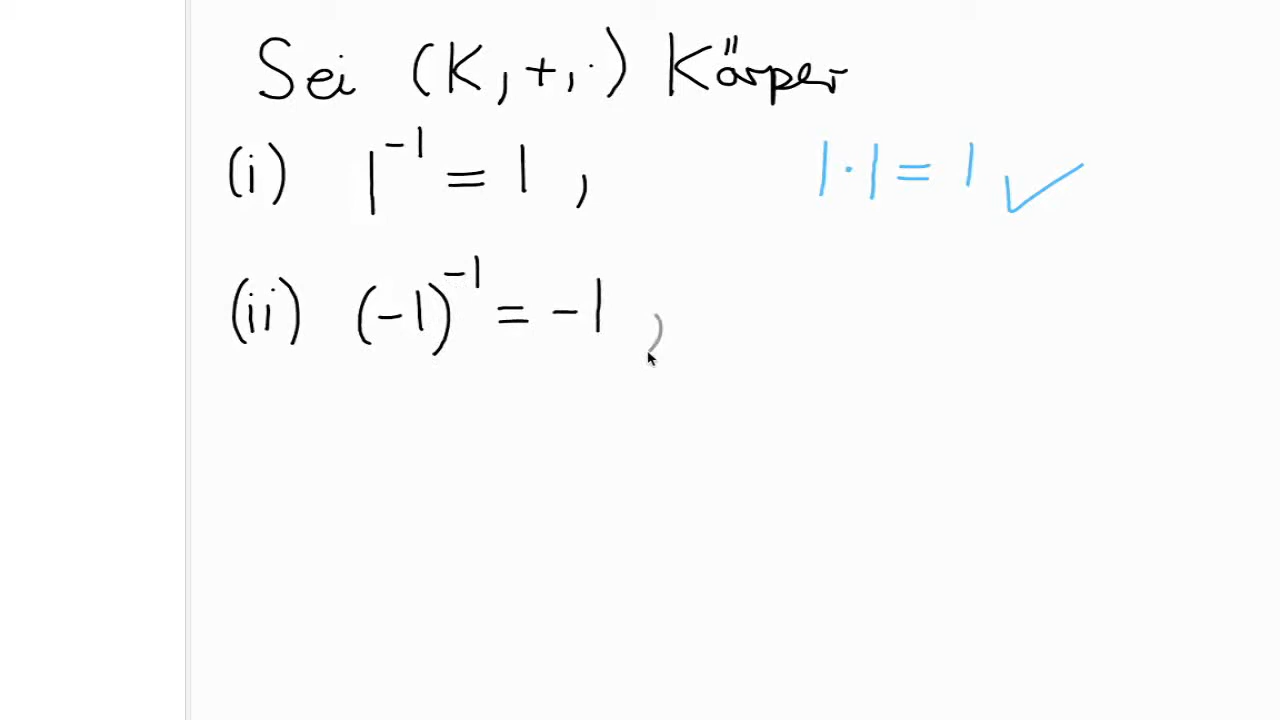 Sei (K, +, ·) Körper
(i) 1⁻¹ = 1 , 1 · 1 = 1 ✓
(ii) (-1)⁻¹ = -1 ,